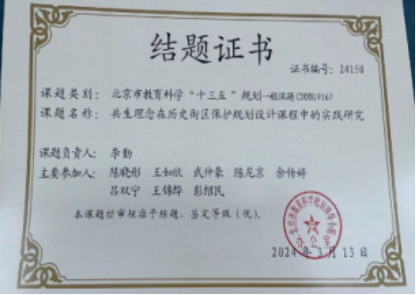 结题证书
证书编号：24150
课题类别：北京市教育科学“十三五”规划一般课题(CDDB19167)
课题名称：共生理念在历史街区保护规划设计课程中的实践研究
课题负责人：李勤
主要参加人：陈晓彤 王如欣 武仲豪 陈尼京 余传婷
吕双宁 王锦烨 彭绍民
本课题经审核准予结题，鉴定等级（优）。
办公室
2024年3月13日